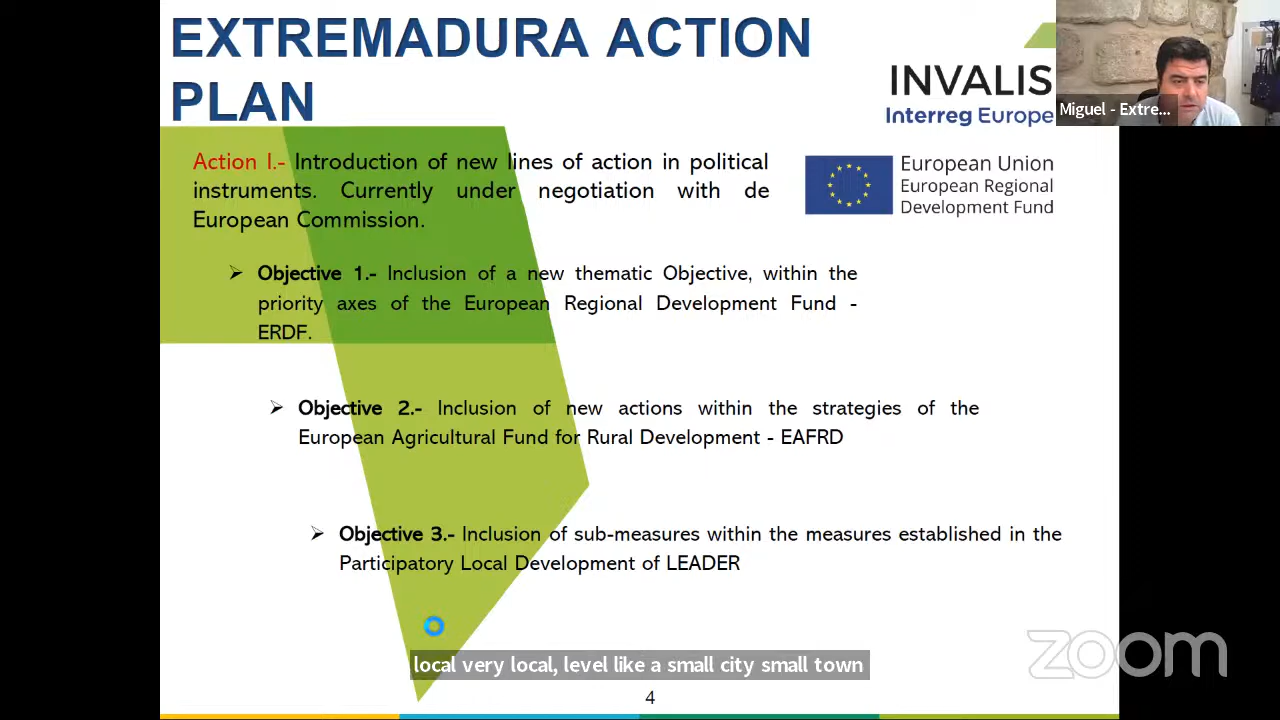 EXTREMADURA ACTION
PLAN
INVALIS
Interreg Europe
Miguel - Extre...
Action I.- Introduction of new lines of action in political
instruments. Currently under negotiation with de
European Commission.
European Union
European Regional
Development Fund
Objective 1.- Inclusion of a new thematic Objective, within the
priority axes of the European Regional Development Fund -
ERDF.
Objective 2.- Inclusion of new actions within the strategies of the
European Agricultural Fund for Rural Development - EAFRD
Objective 3.- Inclusion of sub-measures within the measures established in the
Participatory Local Development of LEADER
local very local, level like a small city small town
zoom
4